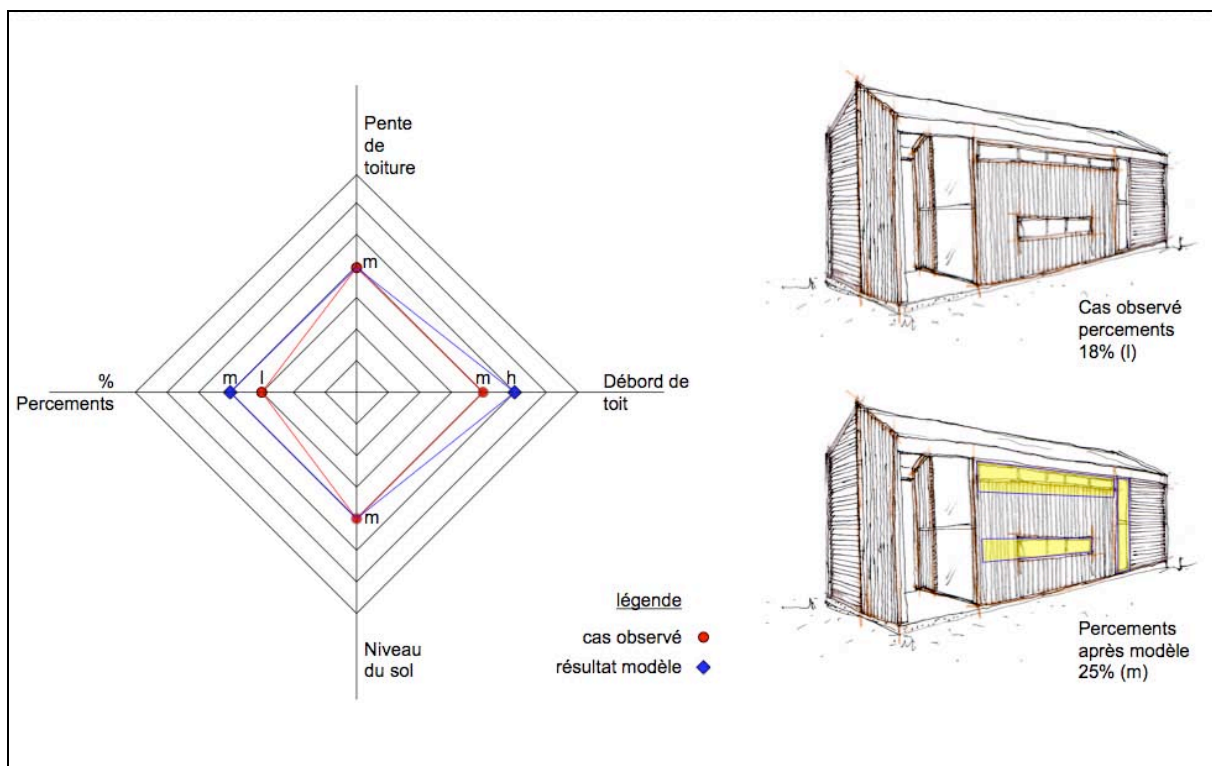 Pente
de
toiture
m
%
Percements
m
l
m
h
Débord de
toit
m
Niveau
du sol
légende
cas observé
résultat modèle
Cas observé
percements
18% (l)
Percements
après modèle
25% (m)